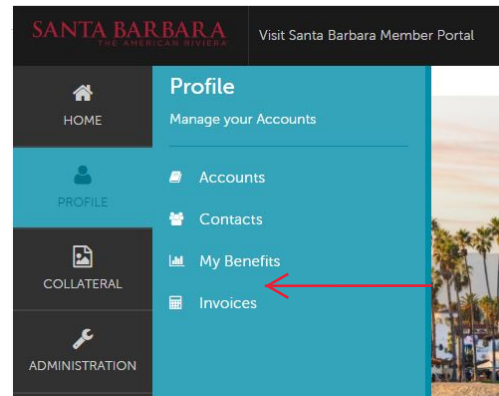 SANTA BARBARA
THE AMERICAN RIVIERA
Visit Santa Barbara Member Portal
HOME
PROFILE
COLLATERAL
ADMINISTRATION
Profile
Manage your Accounts
Accounts
Contacts
My Benefits
Invoices